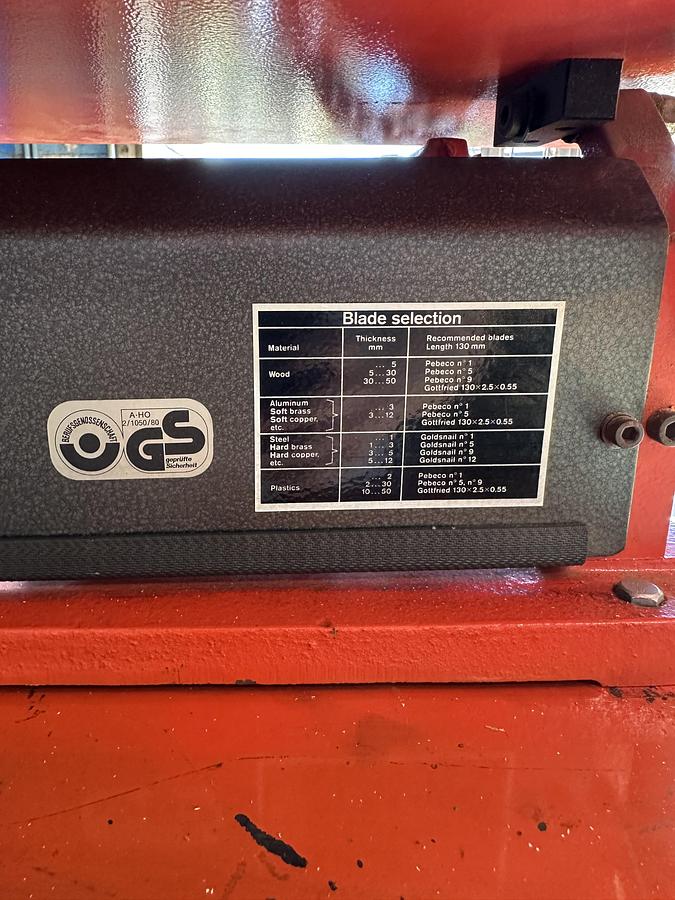 Blade selection
Material Thickness mm Recommended blades Length 130 mm
Wood
... 5 Pebeco n° 1
5...30 Pebeco n° 5
30...50 Pebeco n° 9
Gottfried 130×2.5×0.55
Aluminum
Soft brass
Soft copper,
etc.
... 3 Pebeco n° 1
3...12 Pebeco n° 5
Gottfried 130×2.5×0.55
Steel
Hard brass
Hard copper,
etc.
... 1 Goldsnail n° 1
1... 3 Goldsnail n° 5
3... 5 Goldsnail n° 9
5...12 Goldsnail n° 12
Plastics
... 2 Pebeco n° 1
2...30 Pebeco n° 5, n° 9
10...50 Gottfried 130×2.5×0.55
BERUFSGENOSSENSCHAFT
A-HO
2/1050/80
GS
geprüfte
Sicherheit